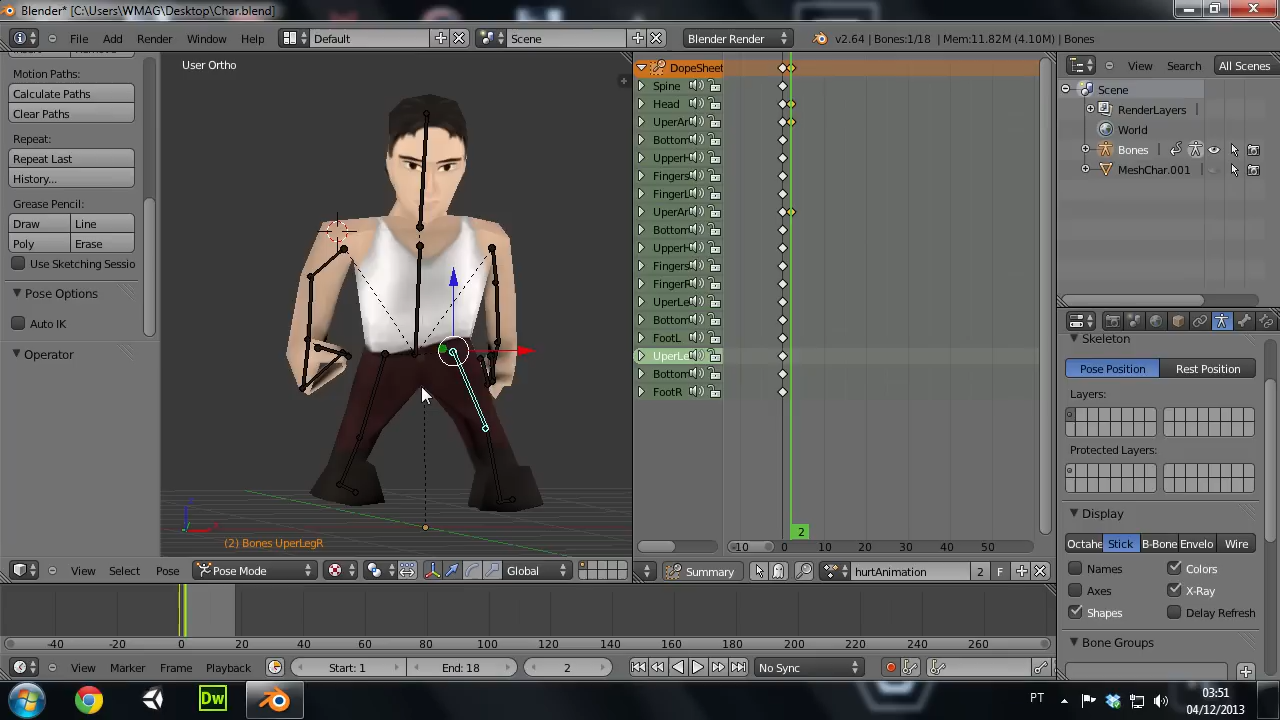 Blender* [C:\Users\WMAG\Desktop\Char.blend]
File Add Render Window Help Default Scene Blender Render v2.64 | Bones:1/18 | Mem:11.82M (4.10M) | Bones
Motion Paths:
Calculate Paths
Clear Paths
Repeat:
Repeat Last
History...
Grease Pencil:
Draw Line
Poly Erase
Use Sketching Sessio
Pose Options
Auto IK
Operator
User Ortho
(2) Bones UperLegR
View Select Pose Pose Mode Global
DopeSheet
Spine
Head
UperAr
Bottom
UpperH
Fingers
FingerL
UperAr
Bottom
UpperH
Fingers
FingerR
UperLe
Bottom
FootL
UperLe
Bottom
FootR
2
-10 0 10 20 30 40 50
Summary hurtAnimation 2 F
View Search All Scenes
Scene
RenderLayers
World
Bones
MeshChar.001
Skeleton
Pose Position Rest Position
Layers:
Protected Layers:
Display
Octahe Stick B-Bone Envelo Wire
Names Colors
Axes X-Ray
Shapes Delay Refresh
Bone Groups
-40 -20 0 20 40 60 80 100 120 140 160 180 200 220 240 260
View Marker Frame Playback Start: 1 End: 18 2 No Sync
Dw PT 03:51
04/12/2013